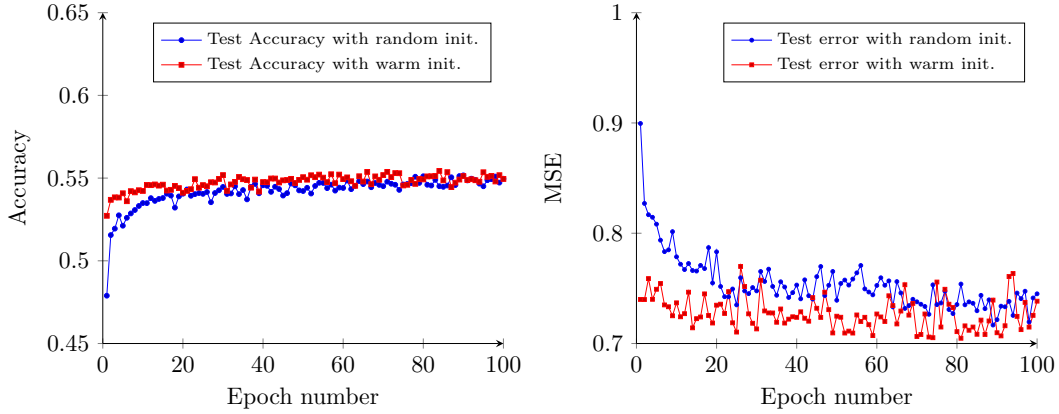 0.65
0.6
0.55
0.5
0.45
0 20 40 60 80 100
Accuracy
Epoch number
Test Accuracy with random init.
Test Accuracy with warm init.
1
0.9
0.8
0.7
0 20 40 60 80 100
MSE
Epoch number
Test error with random init.
Test error with warm init.